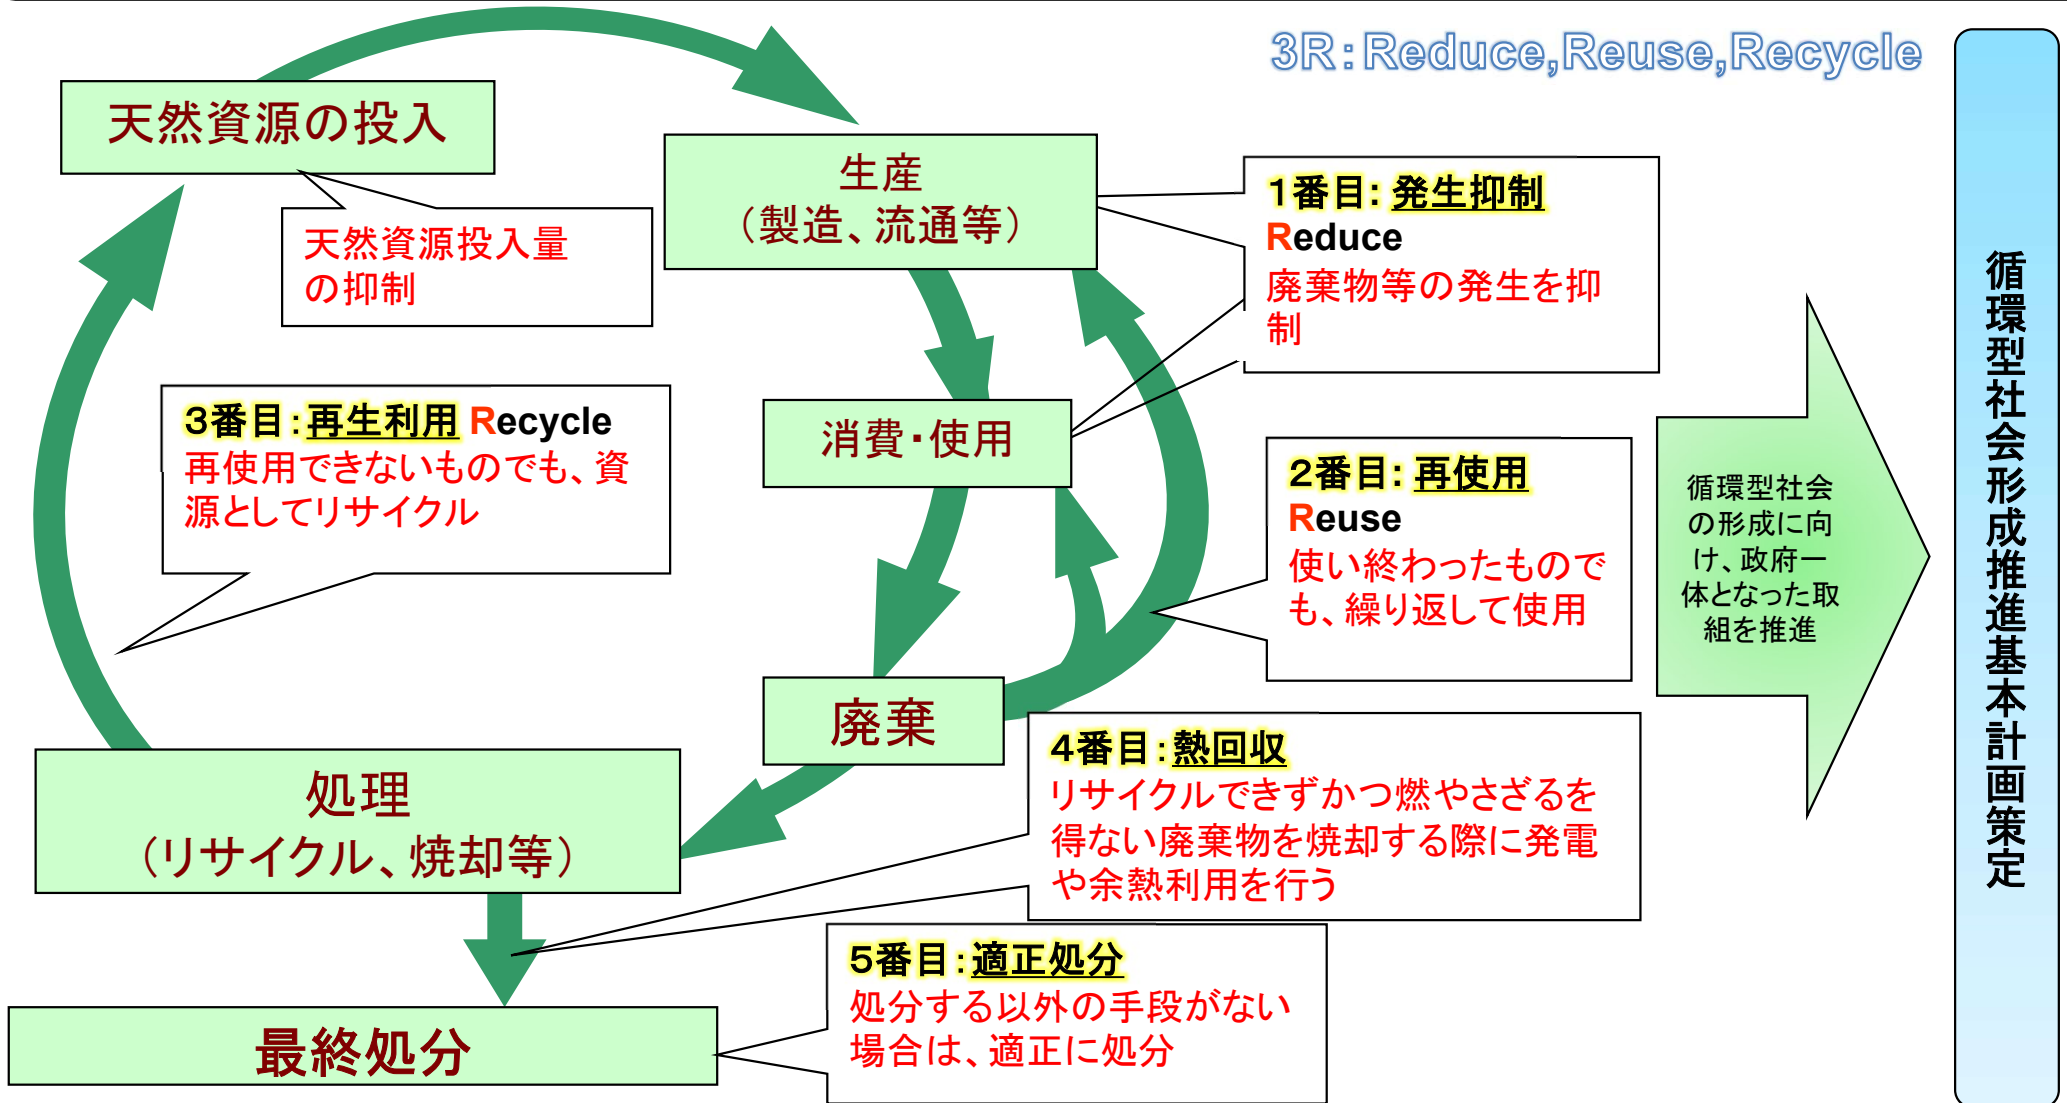 3R:Reduce,Reuse,Recycle
天然資源の投入
天然資源投入量
の抑制
生産
（製造、流通等）
1番目:発生抑制
Reduce
廃棄物等の発生を抑
制
3番目:再生利用 Recycle
再使用できないものでも、資
源としてリサイクル
消費・使用
2番目:再使用
Reuse
使い終わったもので
も、繰り返して使用
廃棄
4番目:熱回収
リサイクルできずかつ燃やさざるを
得ない廃棄物を焼却する際に発電
や余熱利用を行う
処理
（リサイクル、焼却等）
5番目:適正処分
処分する以外の手段がない
場合は、適正に処分
最終処分
循環型社会
の形成に向
け、政府一
体となった取
組を推進
循環型社会形成推進基本計画策定